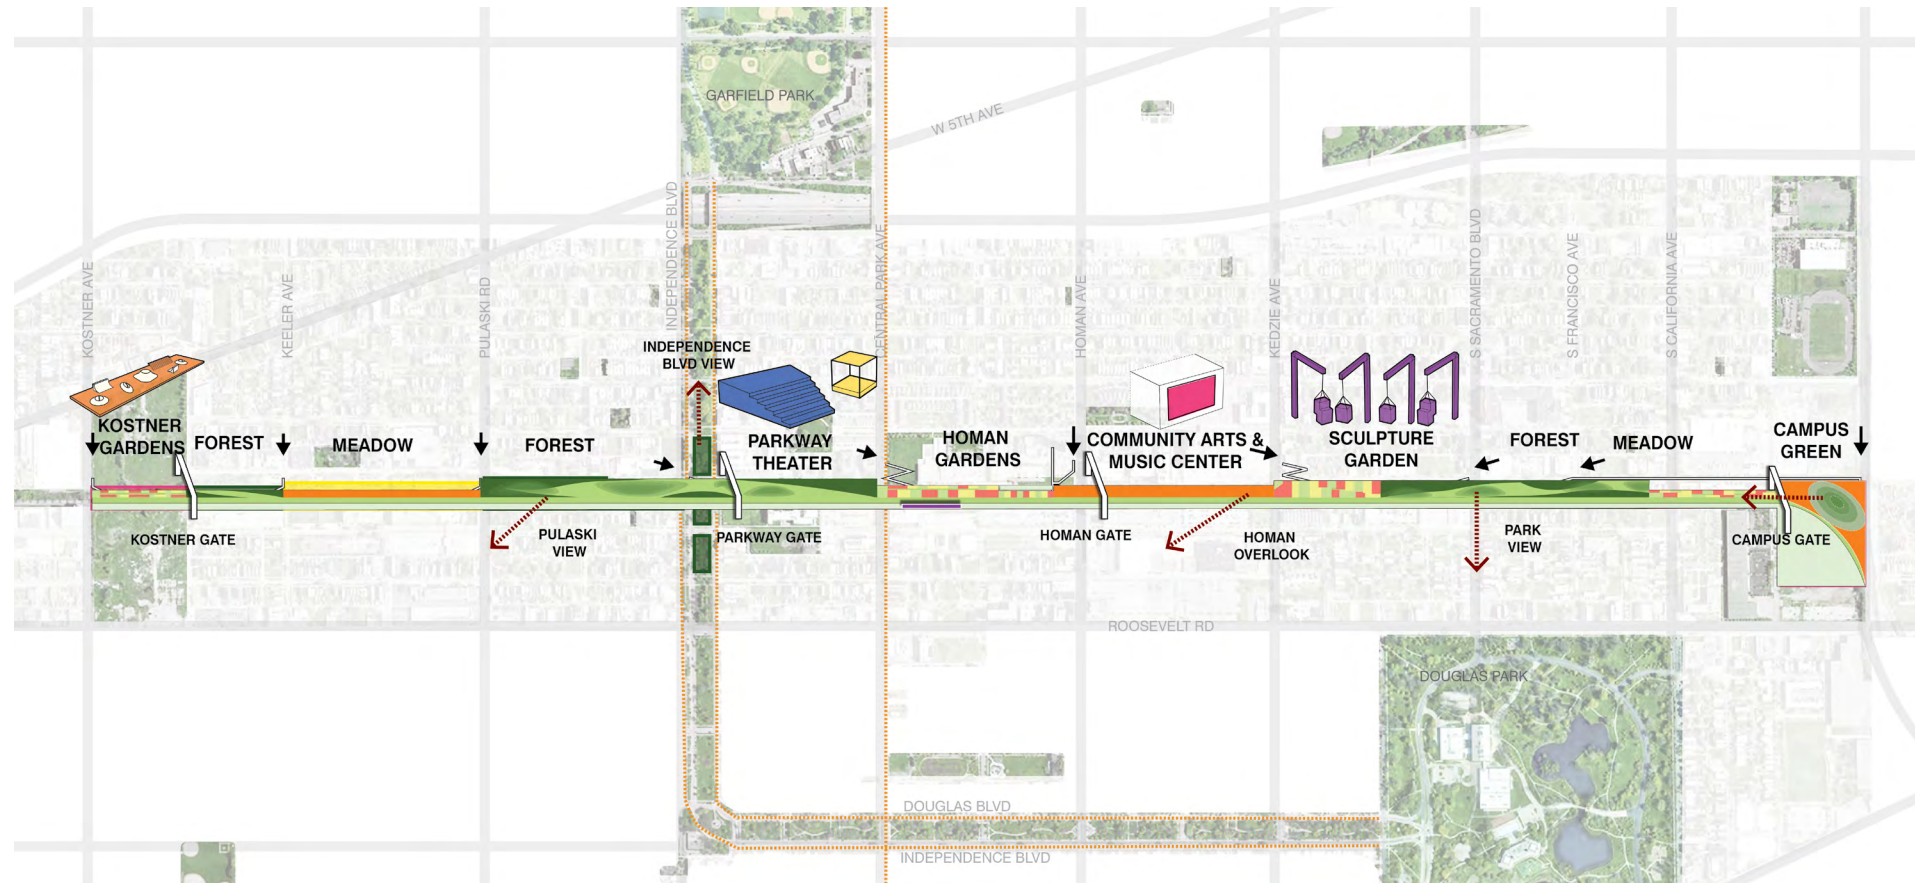 GARFIELD PARK
W 5TH AVE
KOSTNER AVE
KEELER AVE
PULASKI RD
INDEPENDENCE BLVD
CENTRAL PARK AVE
HOMAN AVE
KEDZIE AVE
S SACRAMENTO BLVD
S FRANCISCO AVE
S CALIFORNIA AVE
INDEPENDENCE
BLVD VIEW
KOSTNER
GARDENS
FOREST
MEADOW
FOREST
PARKWAY
THEATER
HOMAN
GARDENS
COMMUNITY ARTS &
MUSIC CENTER
SCULPTURE
GARDEN
FOREST
MEADOW
CAMPUS
GREEN
KOSTNER GATE
PULASKI
VIEW
PARKWAY GATE
HOMAN GATE
HOMAN
OVERLOOK
PARK
VIEW
CAMPUS GATE
ROOSEVELT RD
DOUGLAS PARK
DOUGLAS BLVD
INDEPENDENCE BLVD